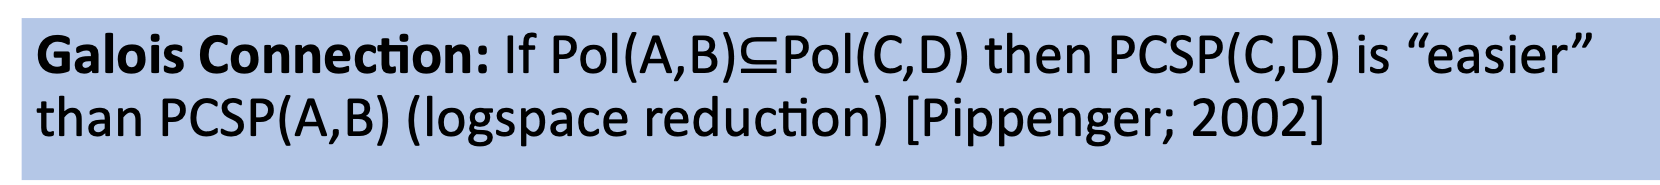 Galois Connection: If Pol(A,B)⊆Pol(C,D) then PCSP(C,D) is “easier”
than PCSP(A,B) (logspace reduction) [Pippenger; 2002]